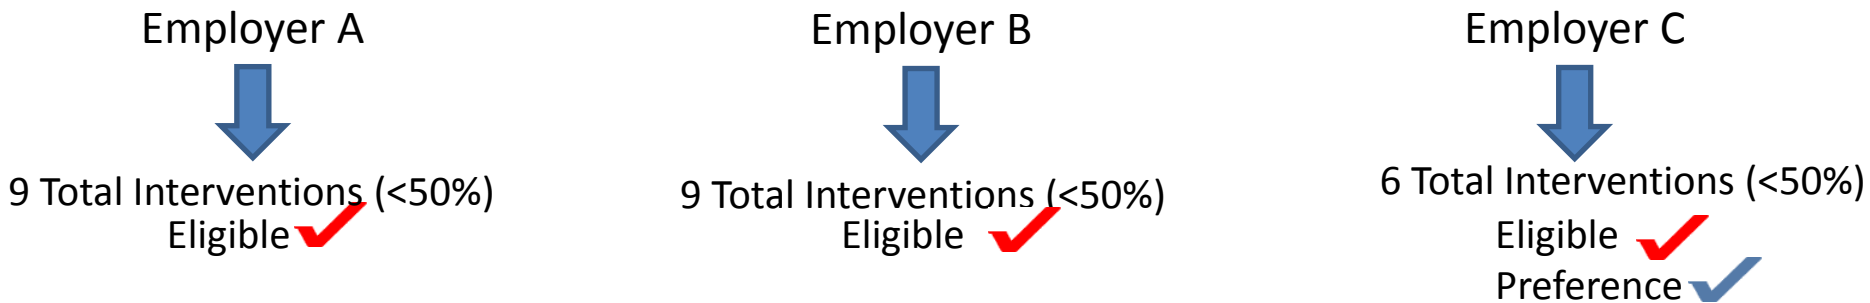 Employer A
9 Total Interventions (<50%)
Eligible
Employer B
9 Total Interventions (<50%)
Eligible
Employer C
6 Total Interventions (<50%)
Eligible
Preference